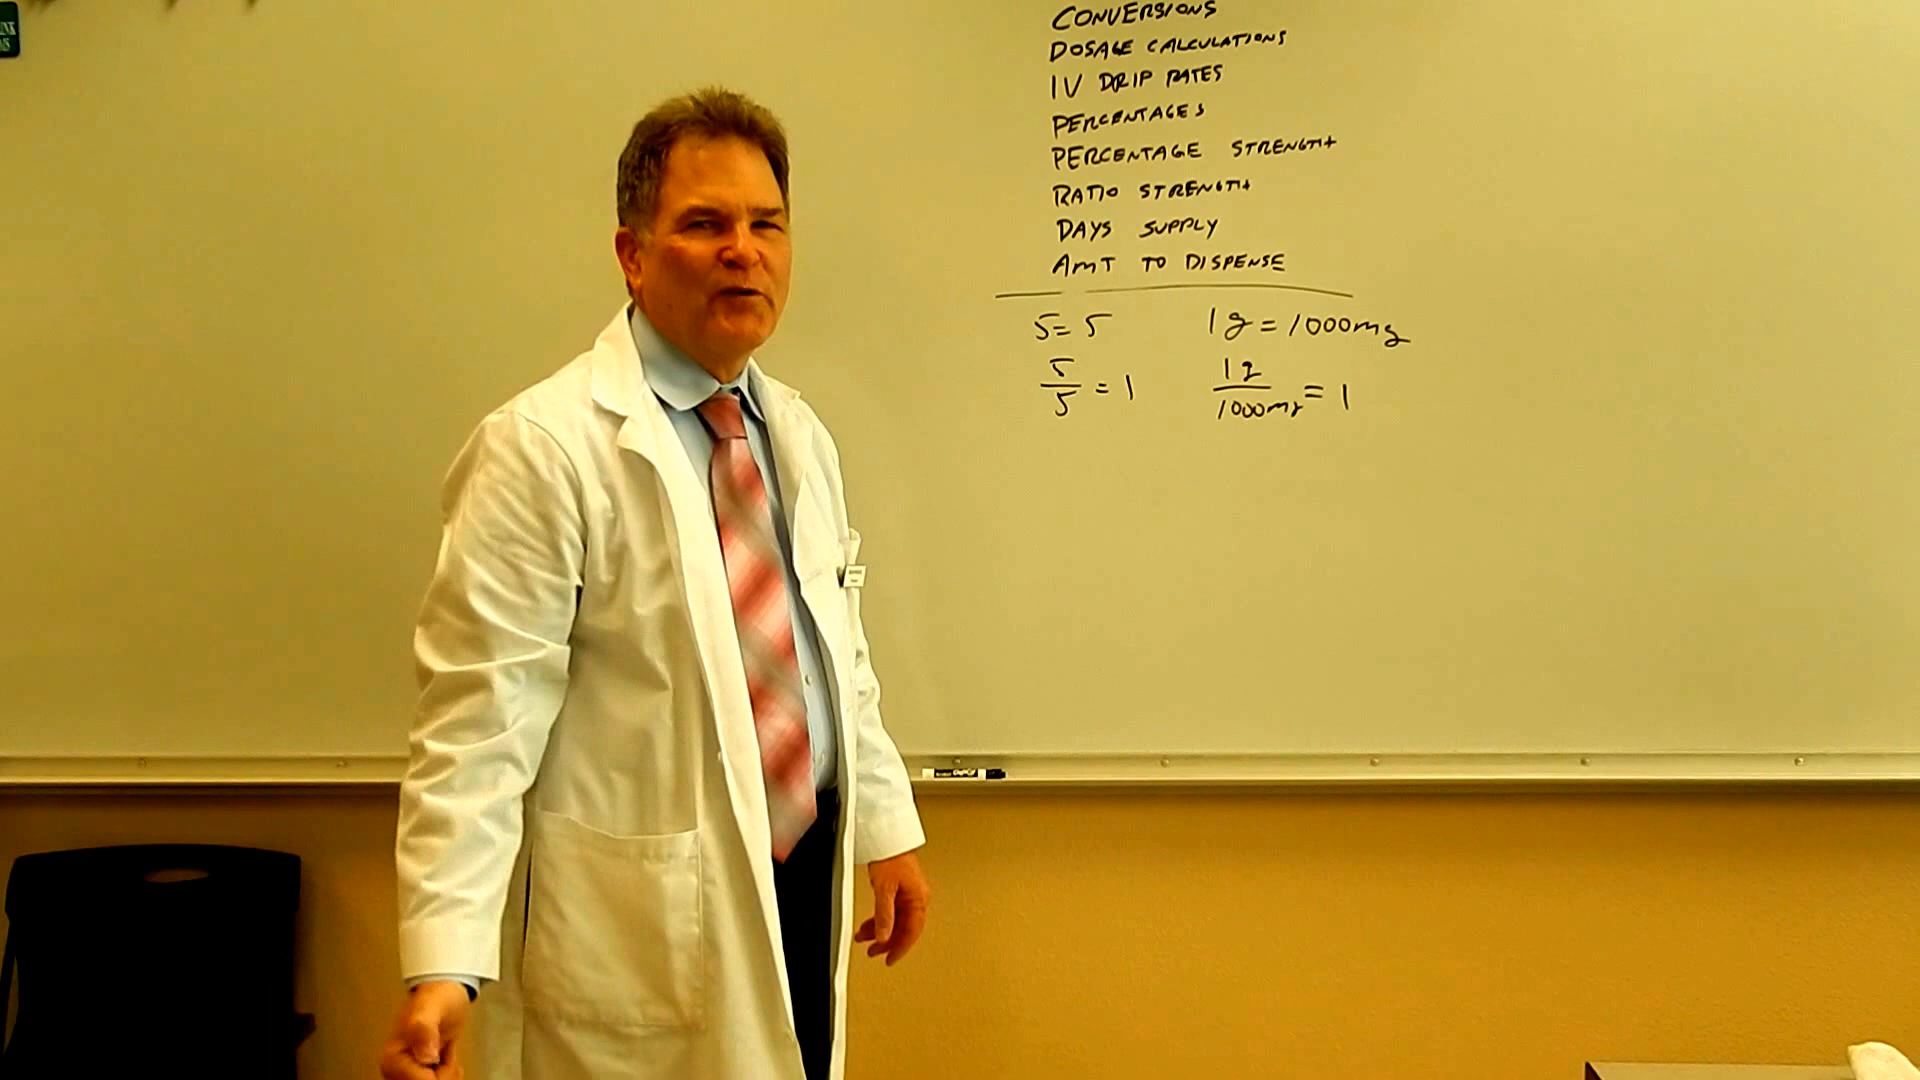 CONVERSIONS
DOSAGE CALCULATIONS
IV DRIP RATES
PERCENTAGES
PERCENTAGE STRENGTH
RATIO STRENGTH
DAYS SUPPLY
AMT TO DISPENSE
5=5 1g=1000mg
5/5=1 1g/1000mg=1
EXPO